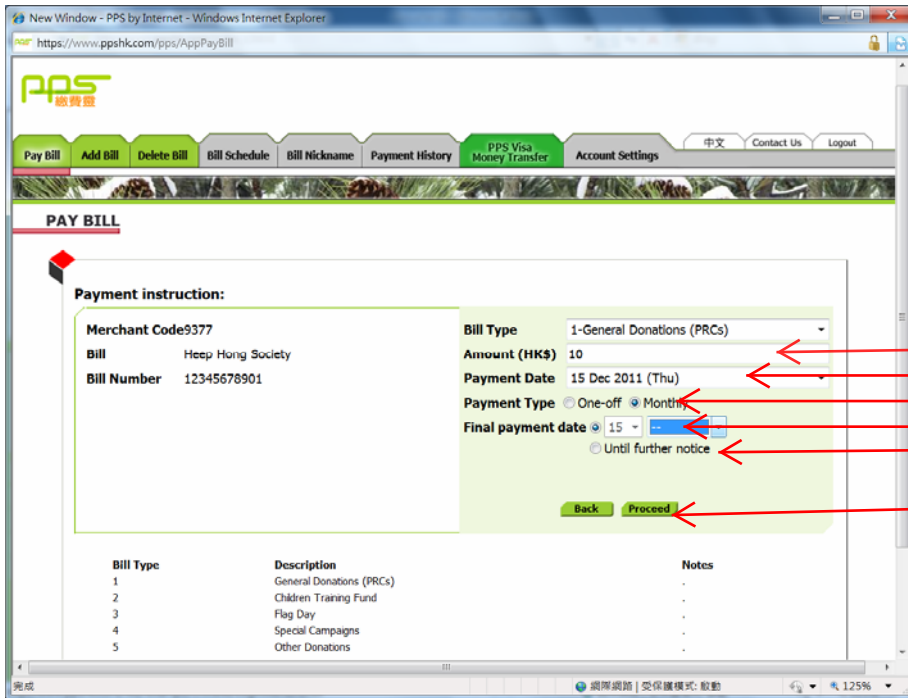 New Window - PPS by Internet - Windows Internet Explorer
https://www.ppshk.com/pps/AppPayBill
pps
繳費靈
中文 Contact Us Logout
Pay Bill Add Bill Delete Bill Bill Schedule Bill Nickname Payment History PPS Visa Money Transfer Account Settings
PAY BILL
Payment instruction:
Merchant Code9377
Bill Heep Hong Society
Bill Number 12345678901
Bill Type 1-General Donations (PRCs)
Amount (HK$) 10
Payment Date 15 Dec 2011 (Thu)
Payment Type One-off Monthly
Final payment date 15 --
Until further notice
Back Proceed
Bill Type Description Notes
1 General Donations (PRCs) .
2 Children Training Fund .
3 Flag Day .
4 Special Campaigns .
5 Other Donations .
完成 網際網路 | 受保護模式: 啟動 125%